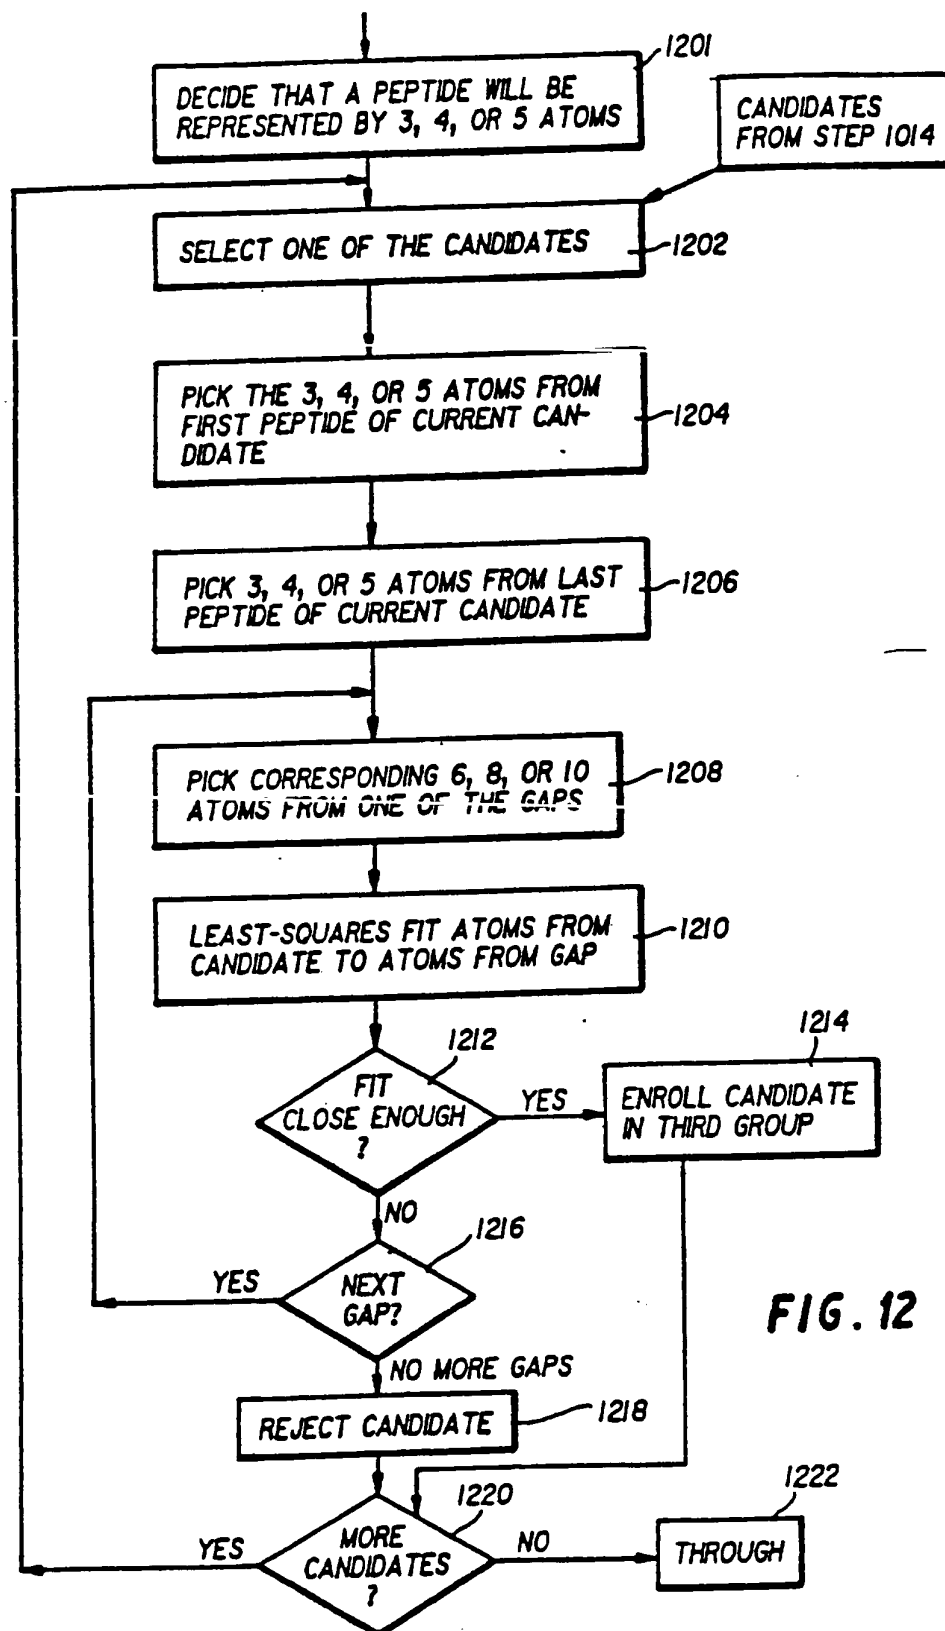 1201
DECIDE THAT A PEPTIDE WILL BE
REPRESENTED BY 3, 4, OR 5 ATOMS
CANDIDATES
FROM STEP 1014
SELECT ONE OF THE CANDIDATES
1202
PICK THE 3, 4, OR 5 ATOMS FROM
FIRST PEPTIDE OF CURRENT CAN-
DIDATE
1204
PICK 3, 4, OR 5 ATOMS FROM LAST
PEPTIDE OF CURRENT CANDIDATE
1206
PICK CORRESPONDING 6, 8, OR 10
ATOMS FROM ONE OF THE GAPS
1208
LEAST-SQUARES FIT ATOMS FROM
CANDIDATE TO ATOMS FROM GAP
1210
1212
FIT
CLOSE ENOUGH
?
YES
1214
ENROLL CANDIDATE
IN THIRD GROUP
NO
1216
NEXT
GAP?
YES
FIG. 12
NO MORE GAPS
REJECT CANDIDATE
1218
1220
MORE
CANDIDATES
?
YES
NO
1222
THROUGH